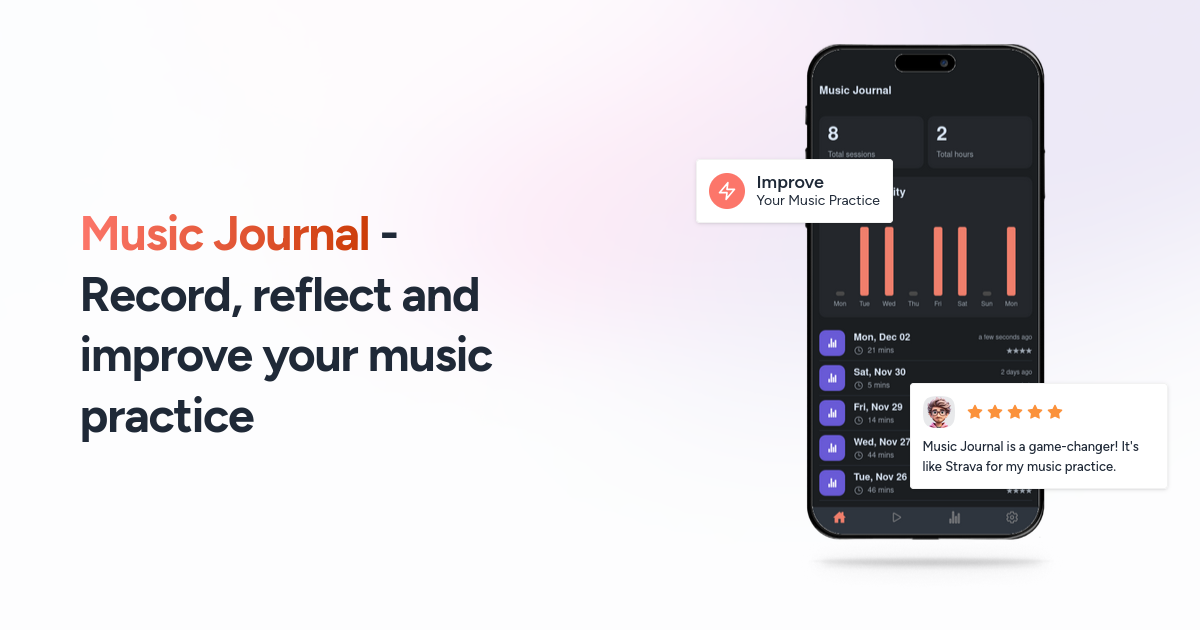 Music Journal -
Record, reflect and
improve your music
practice
Music Journal
8
Total sessions
2
Total hours
Improve
Your Music Practice
ity
Mon Tue Wed Thu Fri Sat Sun Mon
Mon, Dec 02
a few seconds ago
21 mins
★★★★
Sat, Nov 30
2 days ago
5 mins
Fri, Nov 29
14 mins
Wed, Nov 27
44 mins
Tue, Nov 26
46 mins
★★★★
Music Journal is a game-changer! It's
like Strava for my music practice.